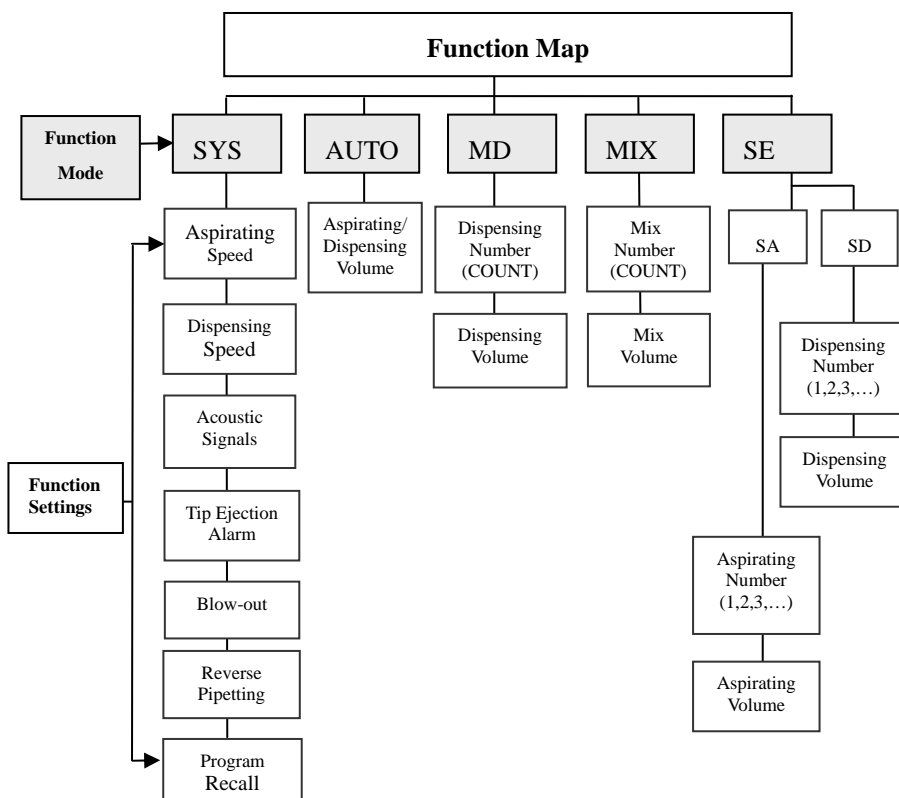 Function Map
Function
Mode
SYS
AUTO
MD
MIX
SE
Aspirating
Speed
Aspirating/
Dispensing
Volume
Dispensing
Number
(COUNT)
Mix
Number
(COUNT)
SA
SD
Dispensing
Speed
Dispensing
Volume
Mix
Volume
Dispensing
Number
(1,2,3,…)
Acoustic
Signals
Dispensing
Volume
Function
Settings
Tip Ejection
Alarm
Aspirating
Number
(1,2,3,…)
Blow-out
Reverse
Pipetting
Aspirating
Volume
Program
Recall